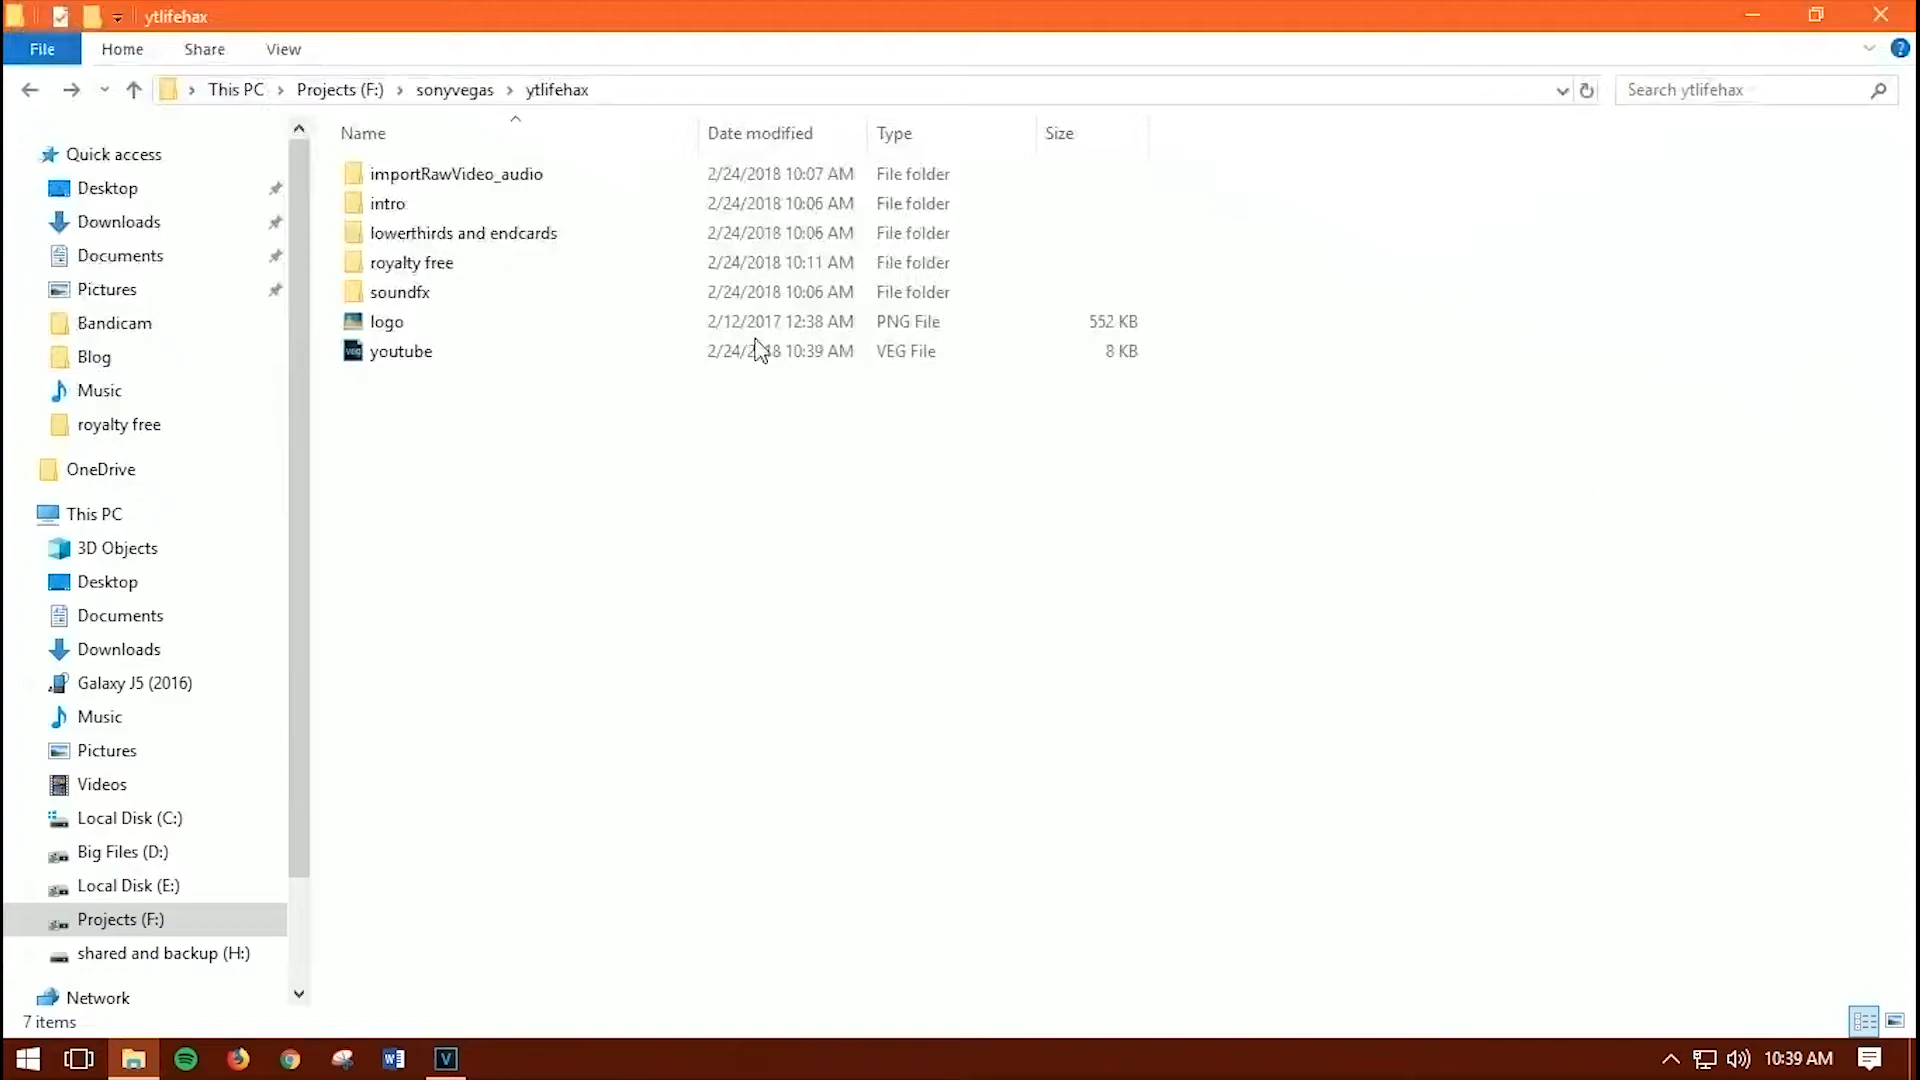 ytlifehax
File Home Share View
This PC Projects (F:) sonyvegas ytlifehax Search ytlifehax
Name Date modified Type Size
importRawVideo_audio 2/24/2018 10:07 AM File folder
intro 2/24/2018 10:06 AM File folder
lowerthirds and endcards 2/24/2018 10:06 AM File folder
royalty free 2/24/2018 10:11 AM File folder
soundfx 2/24/2018 10:06 AM File folder
logo 2/12/2017 12:38 AM PNG File 552 KB
youtube 2/24/2018 10:39 AM VEG File 8 KB
Quick access
Desktop
Downloads
Documents
Pictures
Bandicam
Blog
Music
royalty free
OneDrive
This PC
3D Objects
Desktop
Documents
Downloads
Galaxy J5 (2016)
Music
Pictures
Videos
Local Disk (C:)
Big Files (D:)
Local Disk (E:)
Projects (F:)
shared and backup (H:)
Network
7 items
10:39 AM